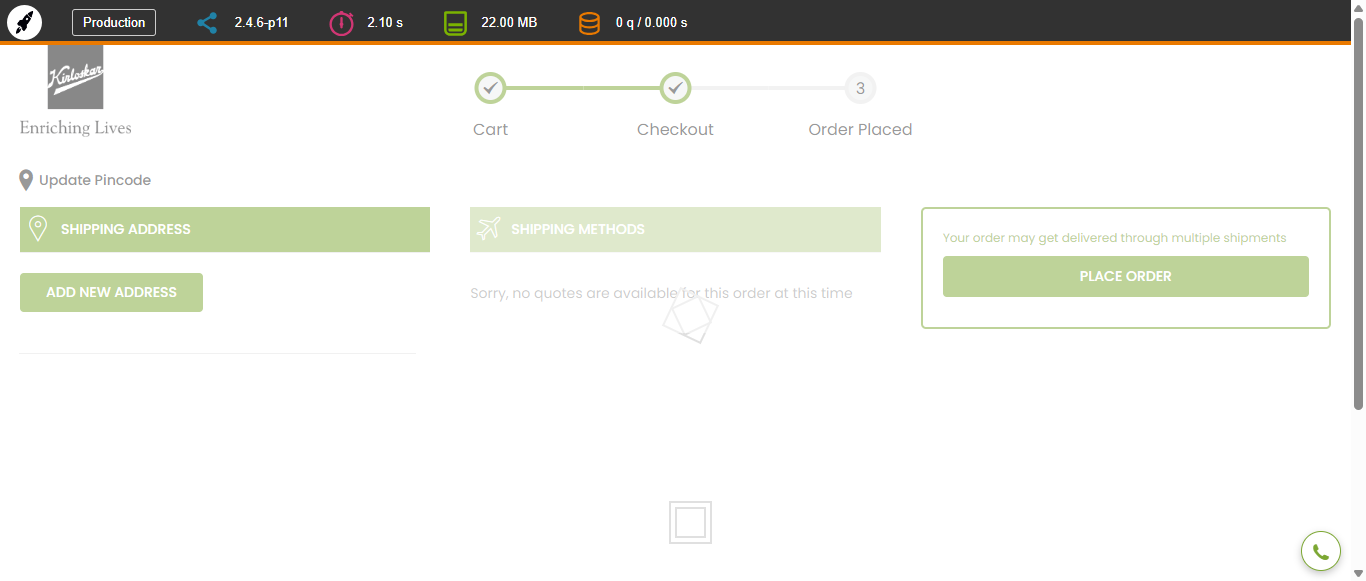 Production
2.4.6-p11
2.10 s
22.00 MB
0 q / 0.000 s
Kirloskar
Enriching Lives
3
Cart
Checkout
Order Placed
Update Pincode
SHIPPING ADDRESS
SHIPPING METHODS
Your order may get delivered through multiple shipments
PLACE ORDER
ADD NEW ADDRESS
Sorry, no quotes are available for this order at this time